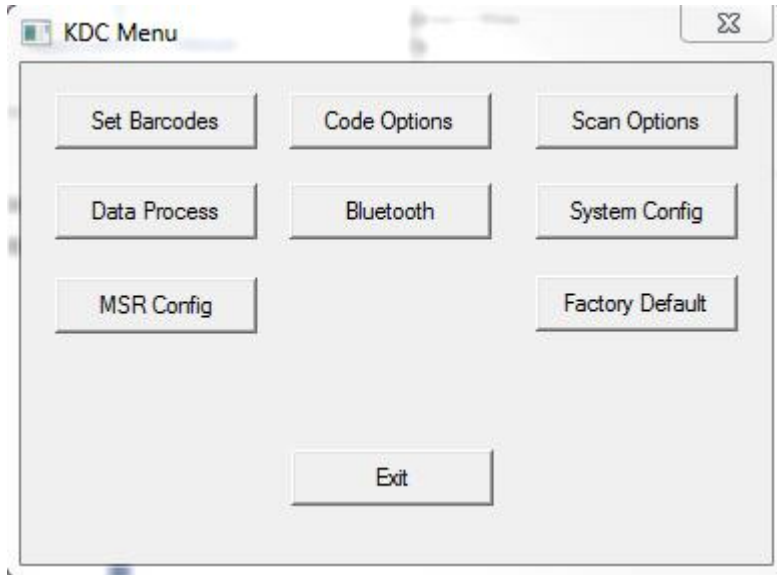 KDC Menu
Set Barcodes Code Options Scan Options
Data Process Bluetooth System Config
MSR Config Factory Default
Exit